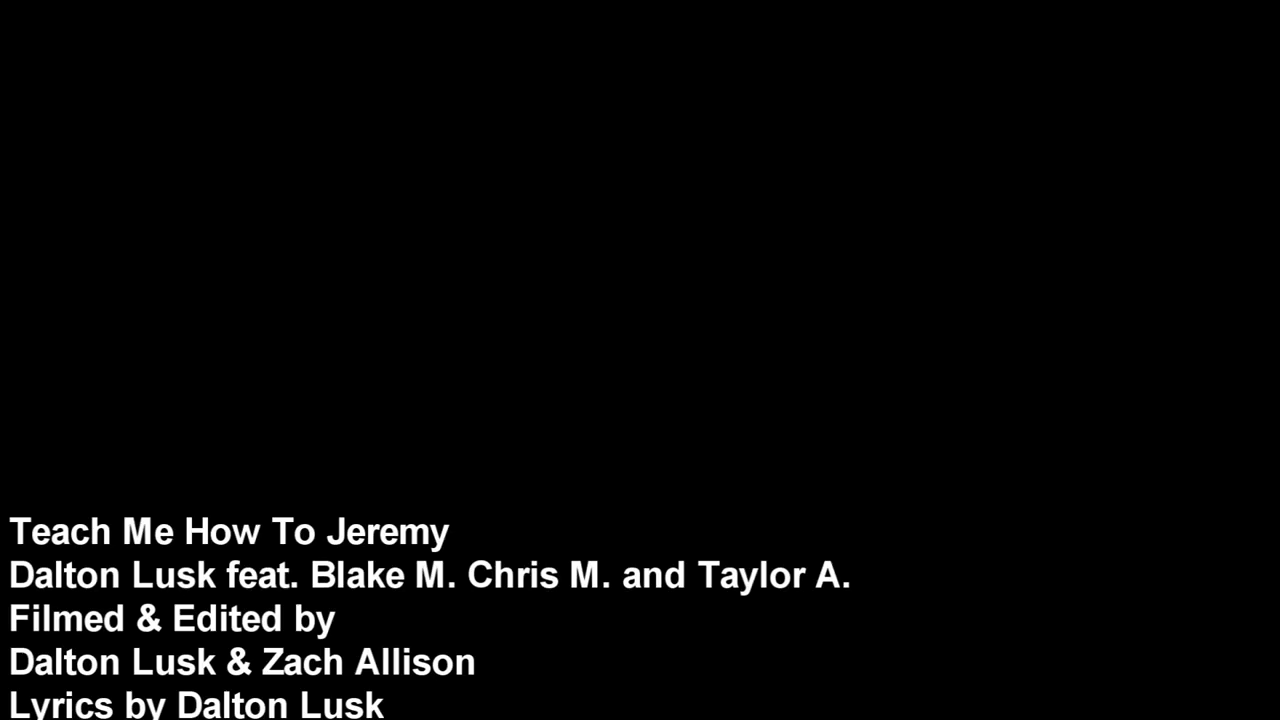 Teach Me How To Jeremy
Dalton Lusk feat. Blake M. Chris M. and Taylor A.
Filmed & Edited by
Dalton Lusk & Zach Allison
Lyrics by Dalton Lusk